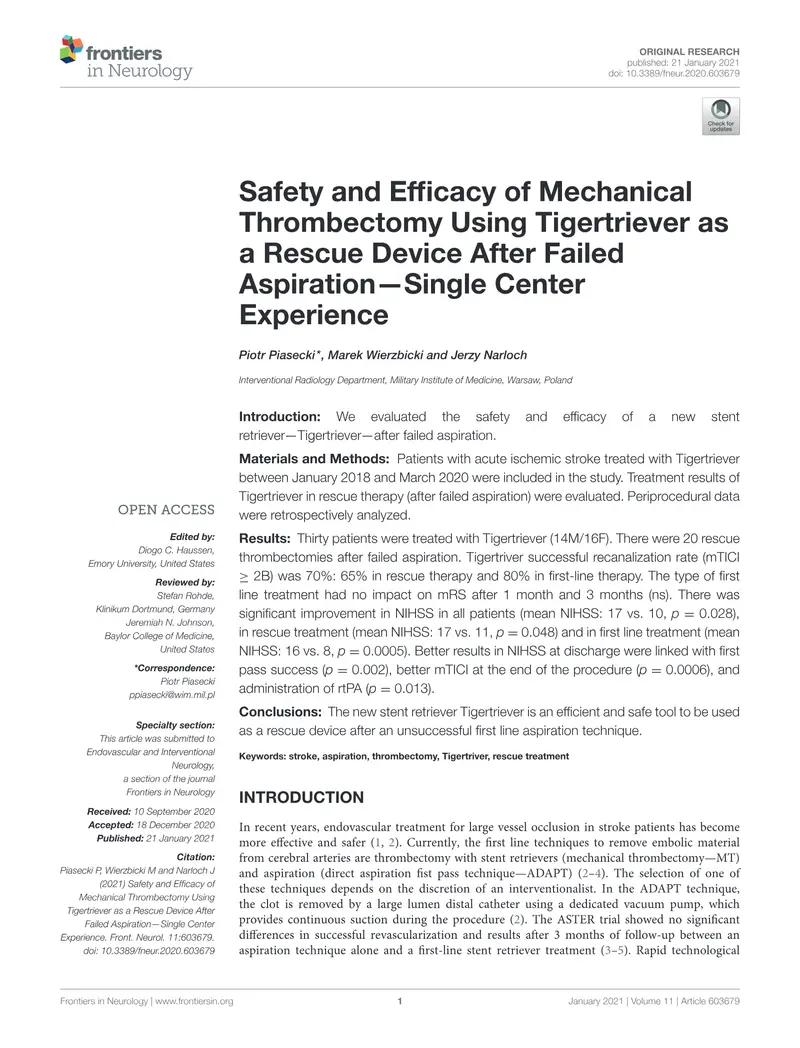 frontiers
in Neurology
ORIGINAL RESEARCH
published: 21 January 2021
doi: 10.3389/fneur.2020.603679
Check for
updates
Safety and Efficacy of Mechanical
Thrombectomy Using Tigertriever as
a Rescue Device After Failed
Aspiration—Single Center
Experience
Piotr Piasecki*, Marek Wierzbicki and Jerzy Narloch
Interventional Radiology Department, Military Institute of Medicine, Warsaw, Poland
Introduction: We evaluated the safety and efficacy of a new stent
retriever—Tigertriever—after failed aspiration.
Materials and Methods: Patients with acute ischemic stroke treated with Tigertriever
between January 2018 and March 2020 were included in the study. Treatment results of
Tigertriever in rescue therapy (after failed aspiration) were evaluated. Periprocedural data
were retrospectively analyzed.
Results: Thirty patients were treated with Tigertriever (14M/16F). There were 20 rescue
thrombectomies after failed aspiration. Tigertriver successful recanalization rate (mTICI
≥ 2B) was 70%: 65% in rescue therapy and 80% in first-line therapy. The type of first
line treatment had no impact on mRS after 1 month and 3 months (ns). There was
significant improvement in NIHSS in all patients (mean NIHSS: 17 vs. 10, p = 0.028),
in rescue treatment (mean NIHSS: 17 vs. 11, p = 0.048) and in first line treatment (mean
NIHSS: 16 vs. 8, p = 0.0005). Better results in NIHSS at discharge were linked with first
pass success (p = 0.002), better mTICI at the end of the procedure (p = 0.0006), and
administration of rtPA (p = 0.013).
Conclusions: The new stent retriever Tigertriever is an efficient and safe tool to be used
as a rescue device after an unsuccessful first line aspiration technique.
Keywords: stroke, aspiration, thrombectomy, Tigertriver, rescue treatment
OPEN ACCESS
Edited by:
Diogo C. Haussen,
Emory University, United States
Reviewed by:
Stefan Rohde,
Klinikum Dortmund, Germany
Jeremiah N. Johnson,
Baylor College of Medicine,
United States
*Correspondence:
Piotr Piasecki
ppiasecki@wim.mil.pl
Specialty section:
This article was submitted to
Endovascular and Interventional
Neurology,
a section of the journal
Frontiers in Neurology
Received: 10 September 2020
Accepted: 18 December 2020
Published: 21 January 2021
Citation:
Piasecki P, Wierzbicki M and Narloch J
(2021) Safety and Efficacy of
Mechanical Thrombectomy Using
Tigertriever as a Rescue Device After
Failed Aspiration—Single Center
Experience. Front. Neurol. 11:603679.
doi: 10.3389/fneur.2020.603679
INTRODUCTION
In recent years, endovascular treatment for large vessel occlusion in stroke patients has become
more effective and safer (1, 2). Currently, the first line techniques to remove embolic material
from cerebral arteries are thrombectomy with stent retrievers (mechanical thrombectomy—MT)
and aspiration (direct aspiration fist pass technique—ADAPT) (2–4). The selection of one of
these techniques depends on the discretion of an interventionalist. In the ADAPT technique,
the clot is removed by a large lumen distal catheter using a dedicated vacuum pump, which
provides continuous suction during the procedure (2). The ASTER trial showed no significant
differences in successful revascularization and results after 3 months of follow-up between an
aspiration technique alone and a first-line stent retriever treatment (3–5). Rapid technological
Frontiers in Neurology | www.frontiersin.org
1
January 2021 | Volume 11 | Article 603679